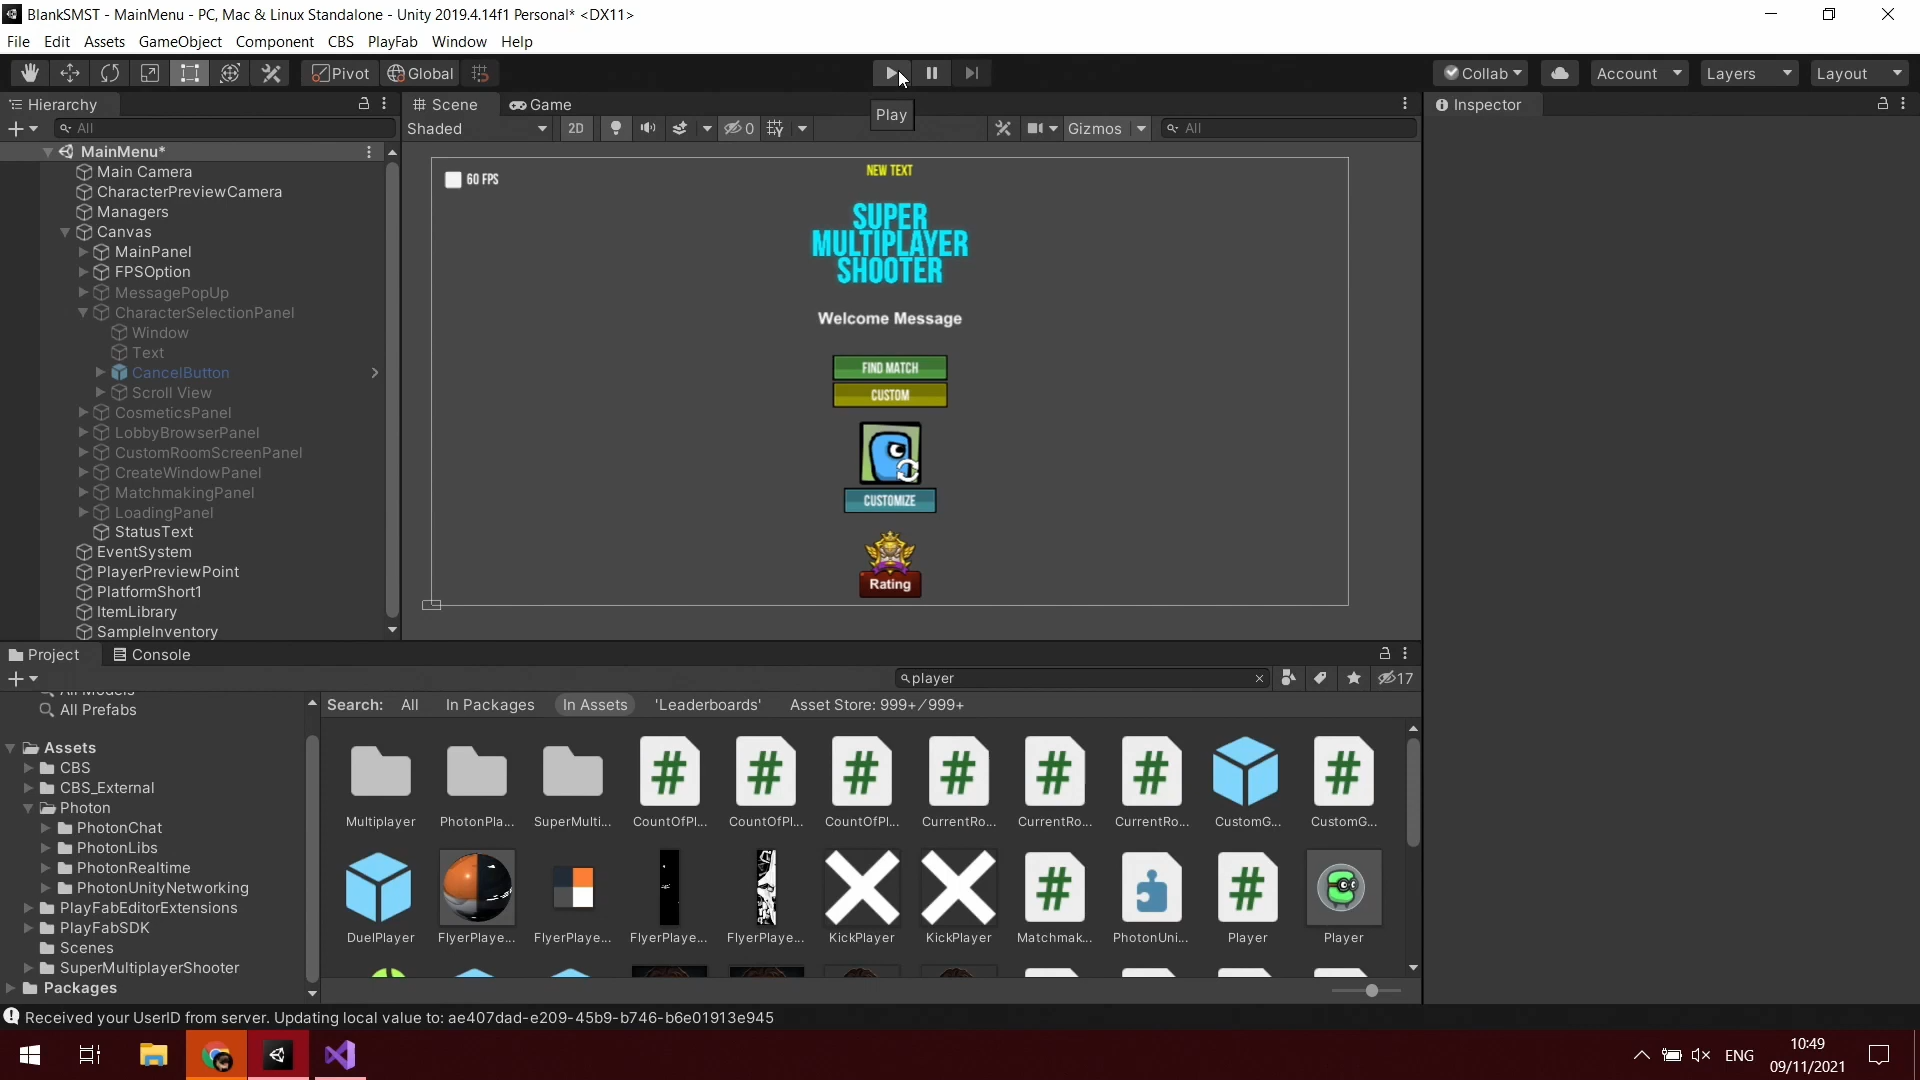 BlankSMST - MainMenu - PC, Mac & Linux Standalone - Unity 2019.4.14f1 Personal* <DX11>
File Edit Assets GameObject Component CBS PlayFab Window Help
Pivot Global Collab Account Layers Layout
Hierarchy Scene Game Inspector
Play
All Shaded 2D 0 Gizmos All
MainMenu*
Main Camera
CharacterPreviewCamera
Managers
Canvas
MainPanel
FPSOption
MessagePopUp
CharacterSelectionPanel
Window
Text
CancelButton
Scroll View
CosmeticsPanel
LobbyBrowserPanel
CustomRoomScreenPanel
CreateWindowPanel
MatchmakingPanel
LoadingPanel
StatusText
EventSystem
PlayerPreviewPoint
PlatformShort1
ItemLibrary
SampleInventory
60 FPS
NEW TEXT
SUPER
MULTIPLAYER
SHOOTER
Welcome Message
FIND MATCH
CUSTOM
CUSTOMIZE
Rating
Project Console
player 17
Search: All In Packages In Assets 'Leaderboards' Asset Store: 999+/999+
All Models
All Prefabs
Assets
CBS
CBS_External
Photon
PhotonChat
PhotonLibs
PhotonRealtime
PhotonUnityNetworking
PlayFabEditorExtensions
PlayFabSDK
Scenes
SuperMultiplayerShooter
Packages
Multiplayer PhotonPla... SuperMulti... CountOfPl... CountOfPl... CountOfPl... CurrentRo... CurrentRo... CurrentRo... CustomG... CustomG...
DuelPlayer FlyerPlaye... FlyerPlaye... FlyerPlaye... FlyerPlaye... KickPlayer KickPlayer Matchmak... PhotonUni... Player Player
Received your UserID from server. Updating local value to: ae407dad-e209-45b9-b746-b6e01913e945
ENG
10:49
09/11/2021